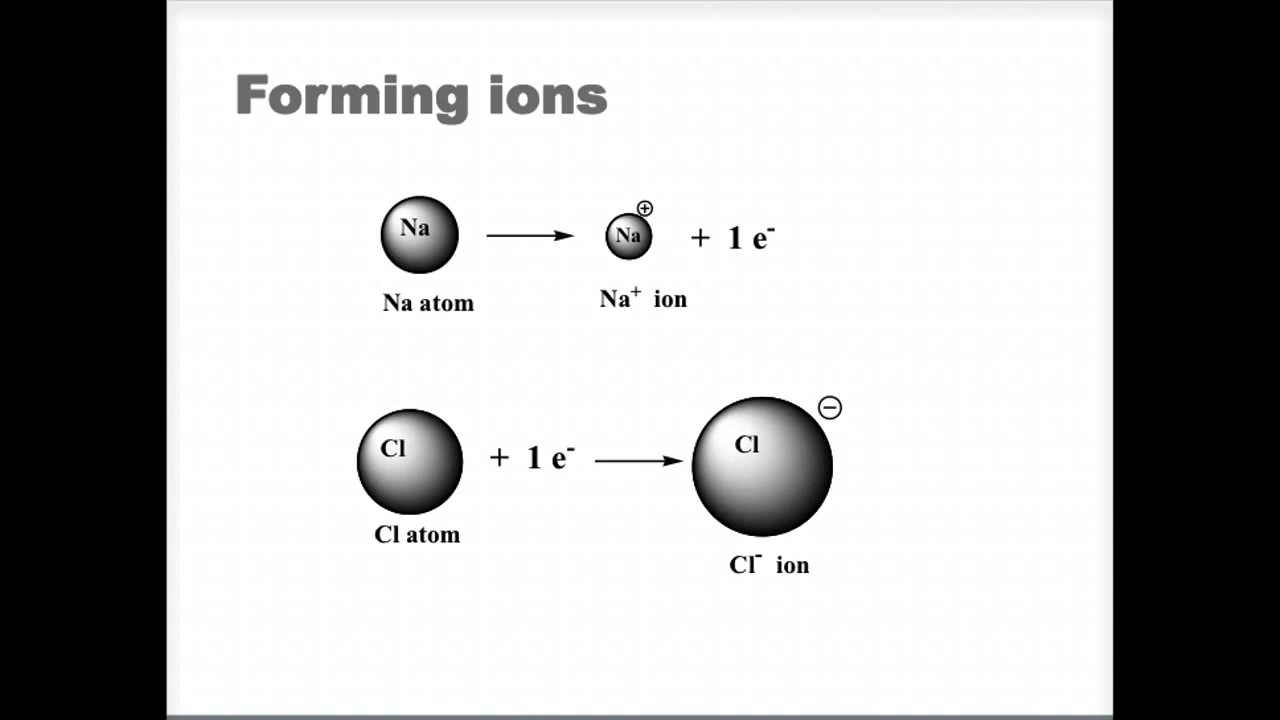 Forming ions
Na ⟶ Na ⊕ + 1 e⁻
Na atom
Na⁺ ion
Cl + 1 e⁻ ⟶ Cl ⊖
Cl atom
Cl⁻ ion